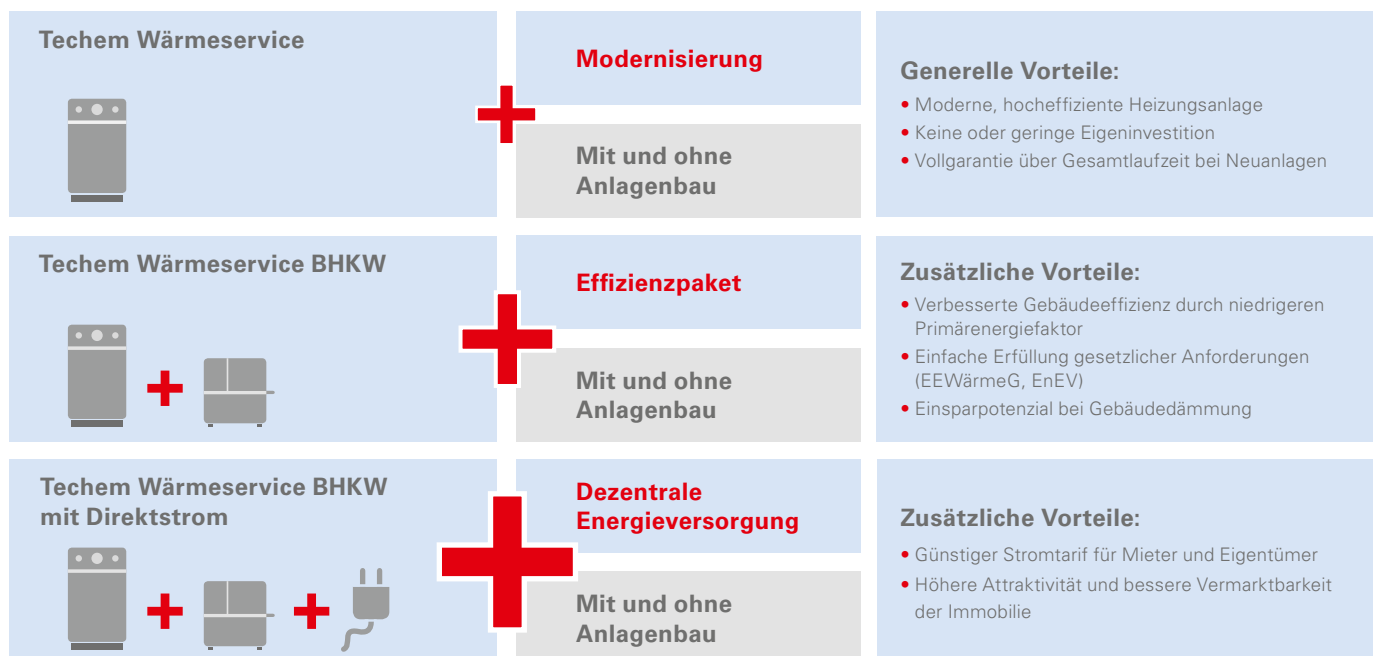 Techem Wärmeservice
Modernisierung
Mit und ohne
Anlagenbau
Generelle Vorteile:
• Moderne, hocheffiziente Heizungsanlage
• Keine oder geringe Eigeninvestition
• Vollgarantie über Gesamtlaufzeit bei Neuanlagen
Techem Wärmeservice BHKW
Effizienzpaket
Mit und ohne
Anlagenbau
Zusätzliche Vorteile:
• Verbesserte Gebäudeeffizienz durch niedrigeren
Primärenergiefaktor
• Einfache Erfüllung gesetzlicher Anforderungen
(EEWärmeG, EnEV)
• Einsparpotenzial bei Gebäudedämmung
Techem Wärmeservice BHKW
mit Direktstrom
Dezentrale
Energieversorgung
Mit und ohne
Anlagenbau
Zusätzliche Vorteile:
• Günstiger Stromtarif für Mieter und Eigentümer
• Höhere Attraktivität und bessere Vermarktbarkeit
der Immobilie